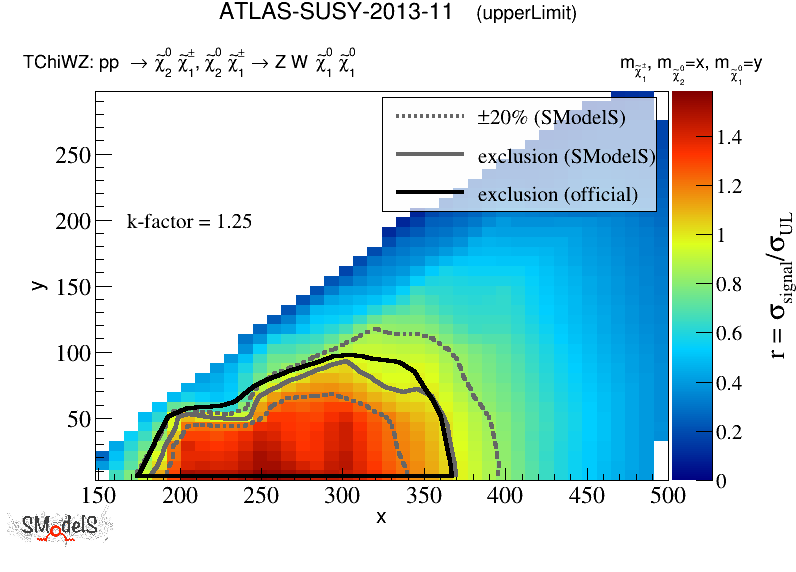 ATLAS-SUSY-2013-11 (upperLimit)
TChiWZ: pp → χ̃₂⁰ χ̃₁±, χ̃₂⁰ χ̃₁± → Z W χ̃₁⁰ χ̃₁⁰
m_χ̃₁±, m_χ̃₂⁰=x, m_χ̃₁⁰=y
±20% (SModelS)
exclusion (SModelS)
exclusion (official)
k-factor = 1.25
y
250
200
150
100
50
150 200 250 300 350 400 450 500
x
1.4
1.2
1
0.8
0.6
0.4
0.2
0
r = σ_signal/σ_UL
SModelS